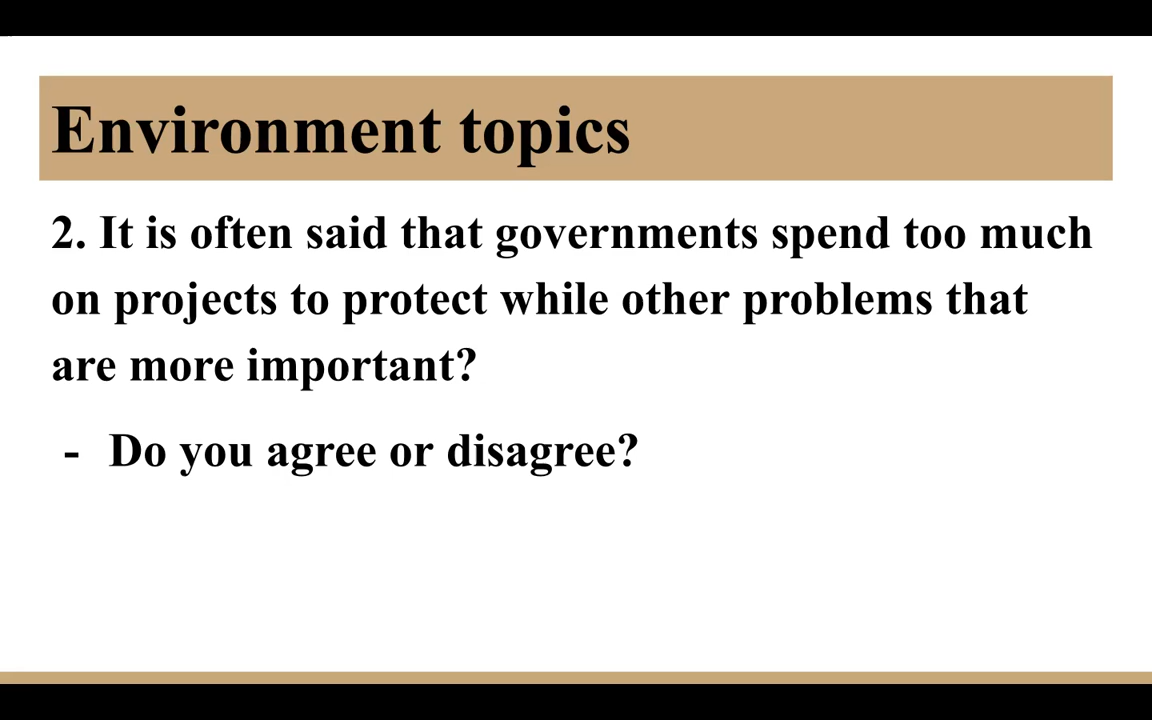 Environment topics
2. It is often said that governments spend too much
on projects to protect while other problems that
are more important?
- Do you agree or disagree?